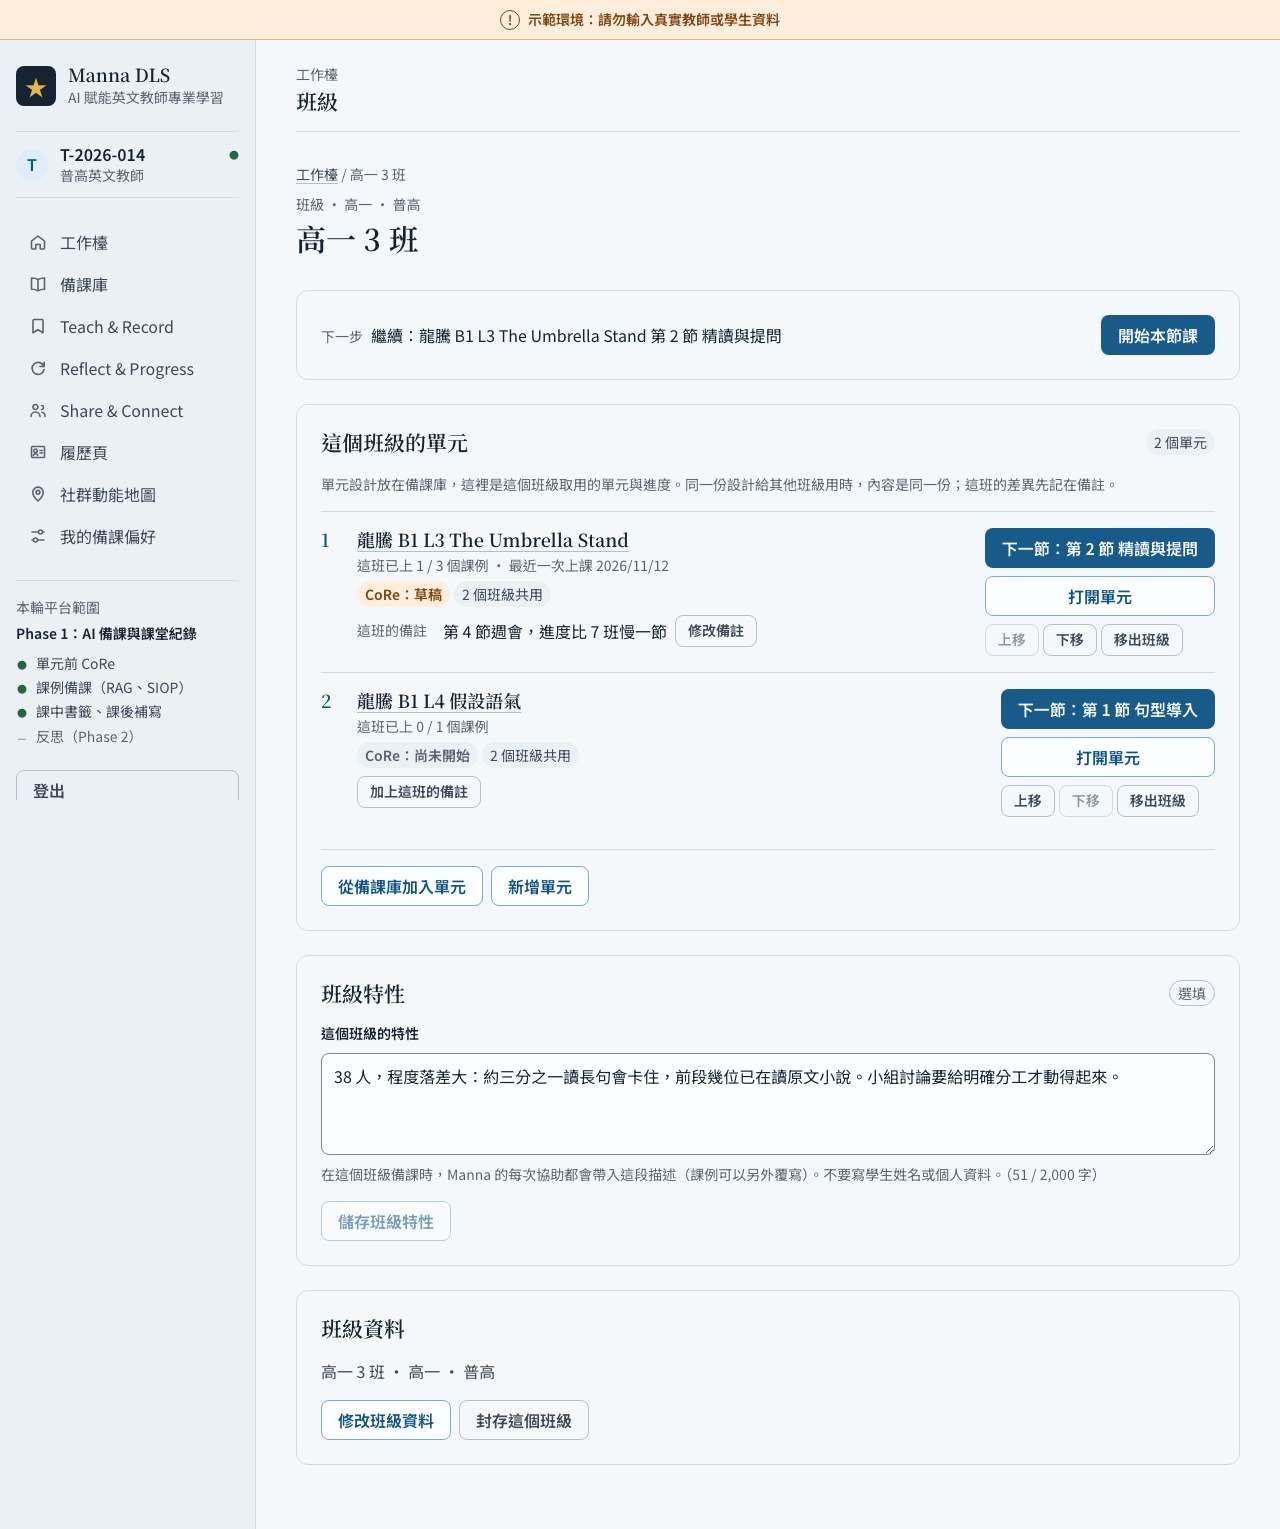 示範環境：請勿輸入真實教師或學生資料
Manna DLS
AI 賦能英文教師專業學習
T
T-2026-014
普高英文教師
工作檯
備課庫
Teach & Record
Reflect & Progress
Share & Connect
履歷頁
社群動能地圖
我的備課偏好
本輪平台範圍
Phase 1：AI 備課與課堂紀錄
單元前 CoRe
課例備課（RAG、SIOP）
課中書籤、課後補寫
反思（Phase 2）
登出
工作檯
班級
工作檯 / 高一 3 班
班級 · 高一 · 普高
高一 3 班
下一步 繼續：龍騰 B1 L3 The Umbrella Stand 第 2 節 精讀與提問
開始本節課
這個班級的單元
2 個單元
單元設計放在備課庫，這裡是這個班級取用的單元與進度。同一份設計給其他班級用時，內容是同一份；這班的差異先記在備註。
1 龍騰 B1 L3 The Umbrella Stand
這班已上 1 / 3 個課例 · 最近一次上課 2026/11/12
CoRe：草稿 2 個班級共用
這班的備註 第 4 節週會，進度比 7 班慢一節 修改備註
下一節：第 2 節 精讀與提問
打開單元
上移 下移 移出班級
2 龍騰 B1 L4 假設語氣
這班已上 0 / 1 個課例
CoRe：尚未開始 2 個班級共用
加上這班的備註
下一節：第 1 節 句型導入
打開單元
上移 下移 移出班級
從備課庫加入單元 新增單元
班級特性
選填
這個班級的特性
38 人，程度落差大：約三分之一讀長句會卡住，前段幾位已在讀原文小說。小組討論要給明確分工才動得起來。
在這個班級備課時，Manna 的每次協助都會帶入這段描述（課例可以另外覆寫）。不要寫學生姓名或個人資料。（51 / 2,000 字）
儲存班級特性
班級資料
高一 3 班 · 高一 · 普高
修改班級資料 封存這個班級